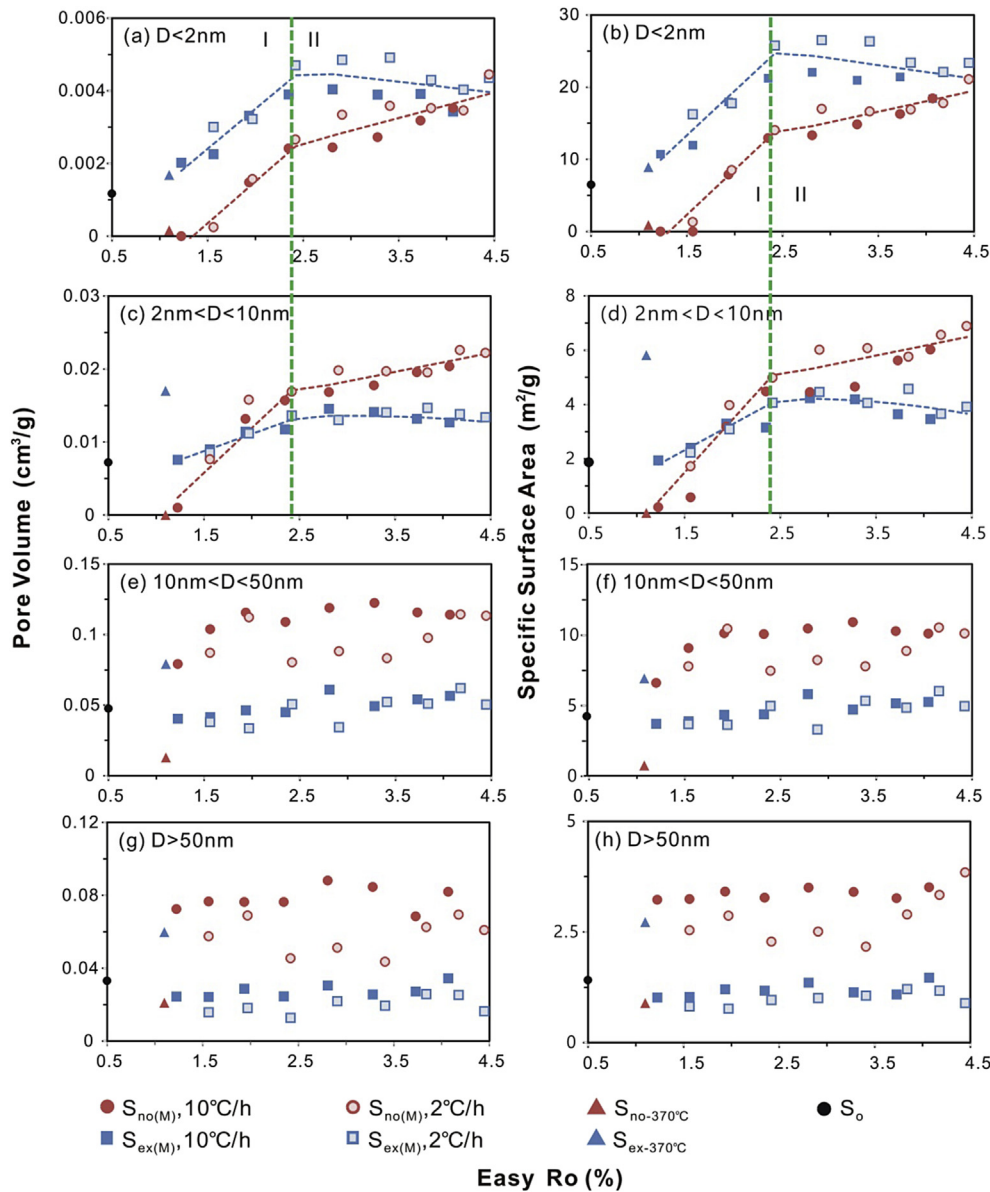 (a) D<2nm I II
0.006
0.004
0.002
0
0.5 1.5 2.5 3.5 4.5
(b) D<2nm
I II
30
20
10
0
0.5 1.5 2.5 3.5 4.5
(c) 2nm<D<10nm
0.03
0.02
0.01
0
0.5 1.5 2.5 3.5 4.5
(d) 2nm<D<10nm
8
6
4
2
0
0.5 1.5 2.5 3.5 4.5
Pore Volume (cm³/g)
Specific Surface Area (m²/g)
(e) 10nm<D<50nm
0.15
0.1
0.05
0
0.5 1.5 2.5 3.5 4.5
(f) 10nm<D<50nm
15
10
5
0
0.5 1.5 2.5 3.5 4.5
(g) D>50nm
0.12
0.08
0.04
0
0.5 1.5 2.5 3.5 4.5
(h) D>50nm
5
2.5
0
0.5 1.5 2.5 3.5 4.5
Sno(M),10℃/h Sno(M),2℃/h Sno-370℃ So
Sex(M),10℃/h Sex(M),2℃/h Sex-370℃
Easy Ro (%)